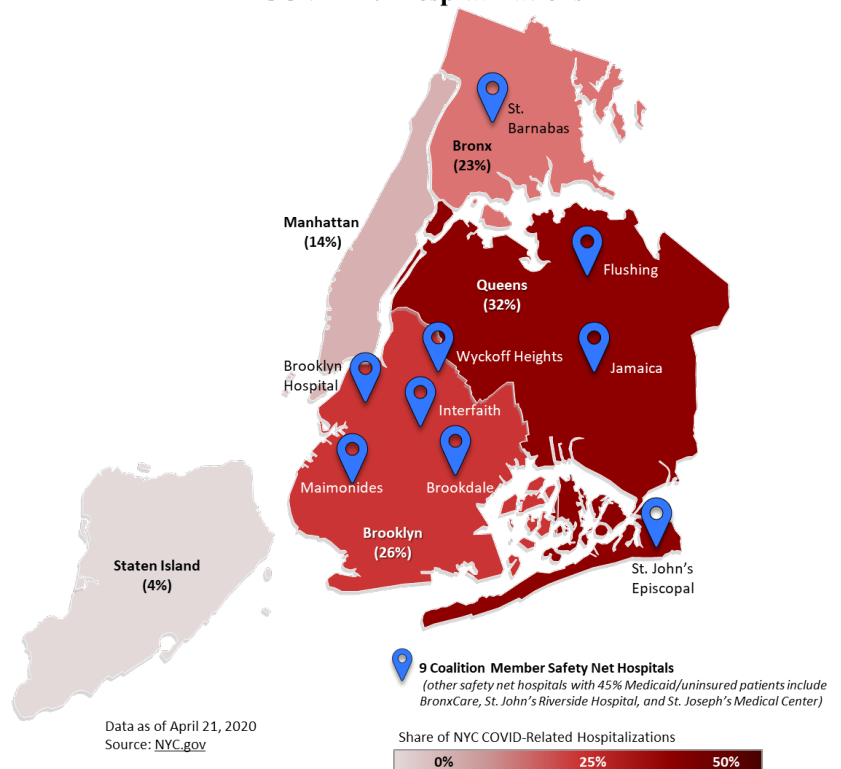 St.
Barnabas
Bronx
(23%)
Manhattan
(14%)
Flushing
Queens
(32%)
Wyckoff Heights
Jamaica
Brooklyn
Hospital
Interfaith
Maimonides
Brookdale
Brooklyn
(26%)
Staten Island
(4%)
St. John's
Episcopal
9 Coalition Member Safety Net Hospitals
(other safety net hospitals with 45% Medicaid/uninsured patients include
BronxCare, St. John's Riverside Hospital, and St. Joseph's Medical Center)
Data as of April 21, 2020
Source: NYC.gov
Share of NYC COVID-Related Hospitalizations
0% 25% 50%